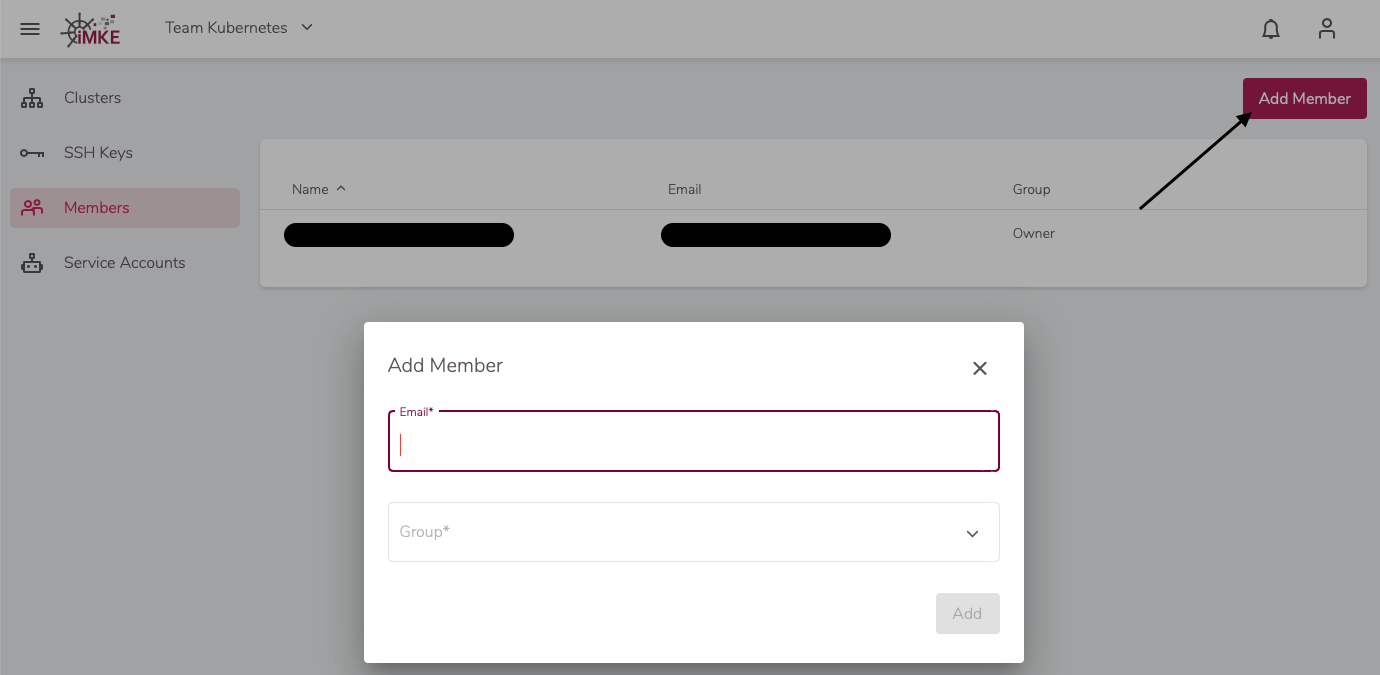 iMKE
Team Kubernetes
Clusters
Add Member
SSH Keys
Members
Service Accounts
Name Email Group
Owner
Add Member
Email*
Group*
Add